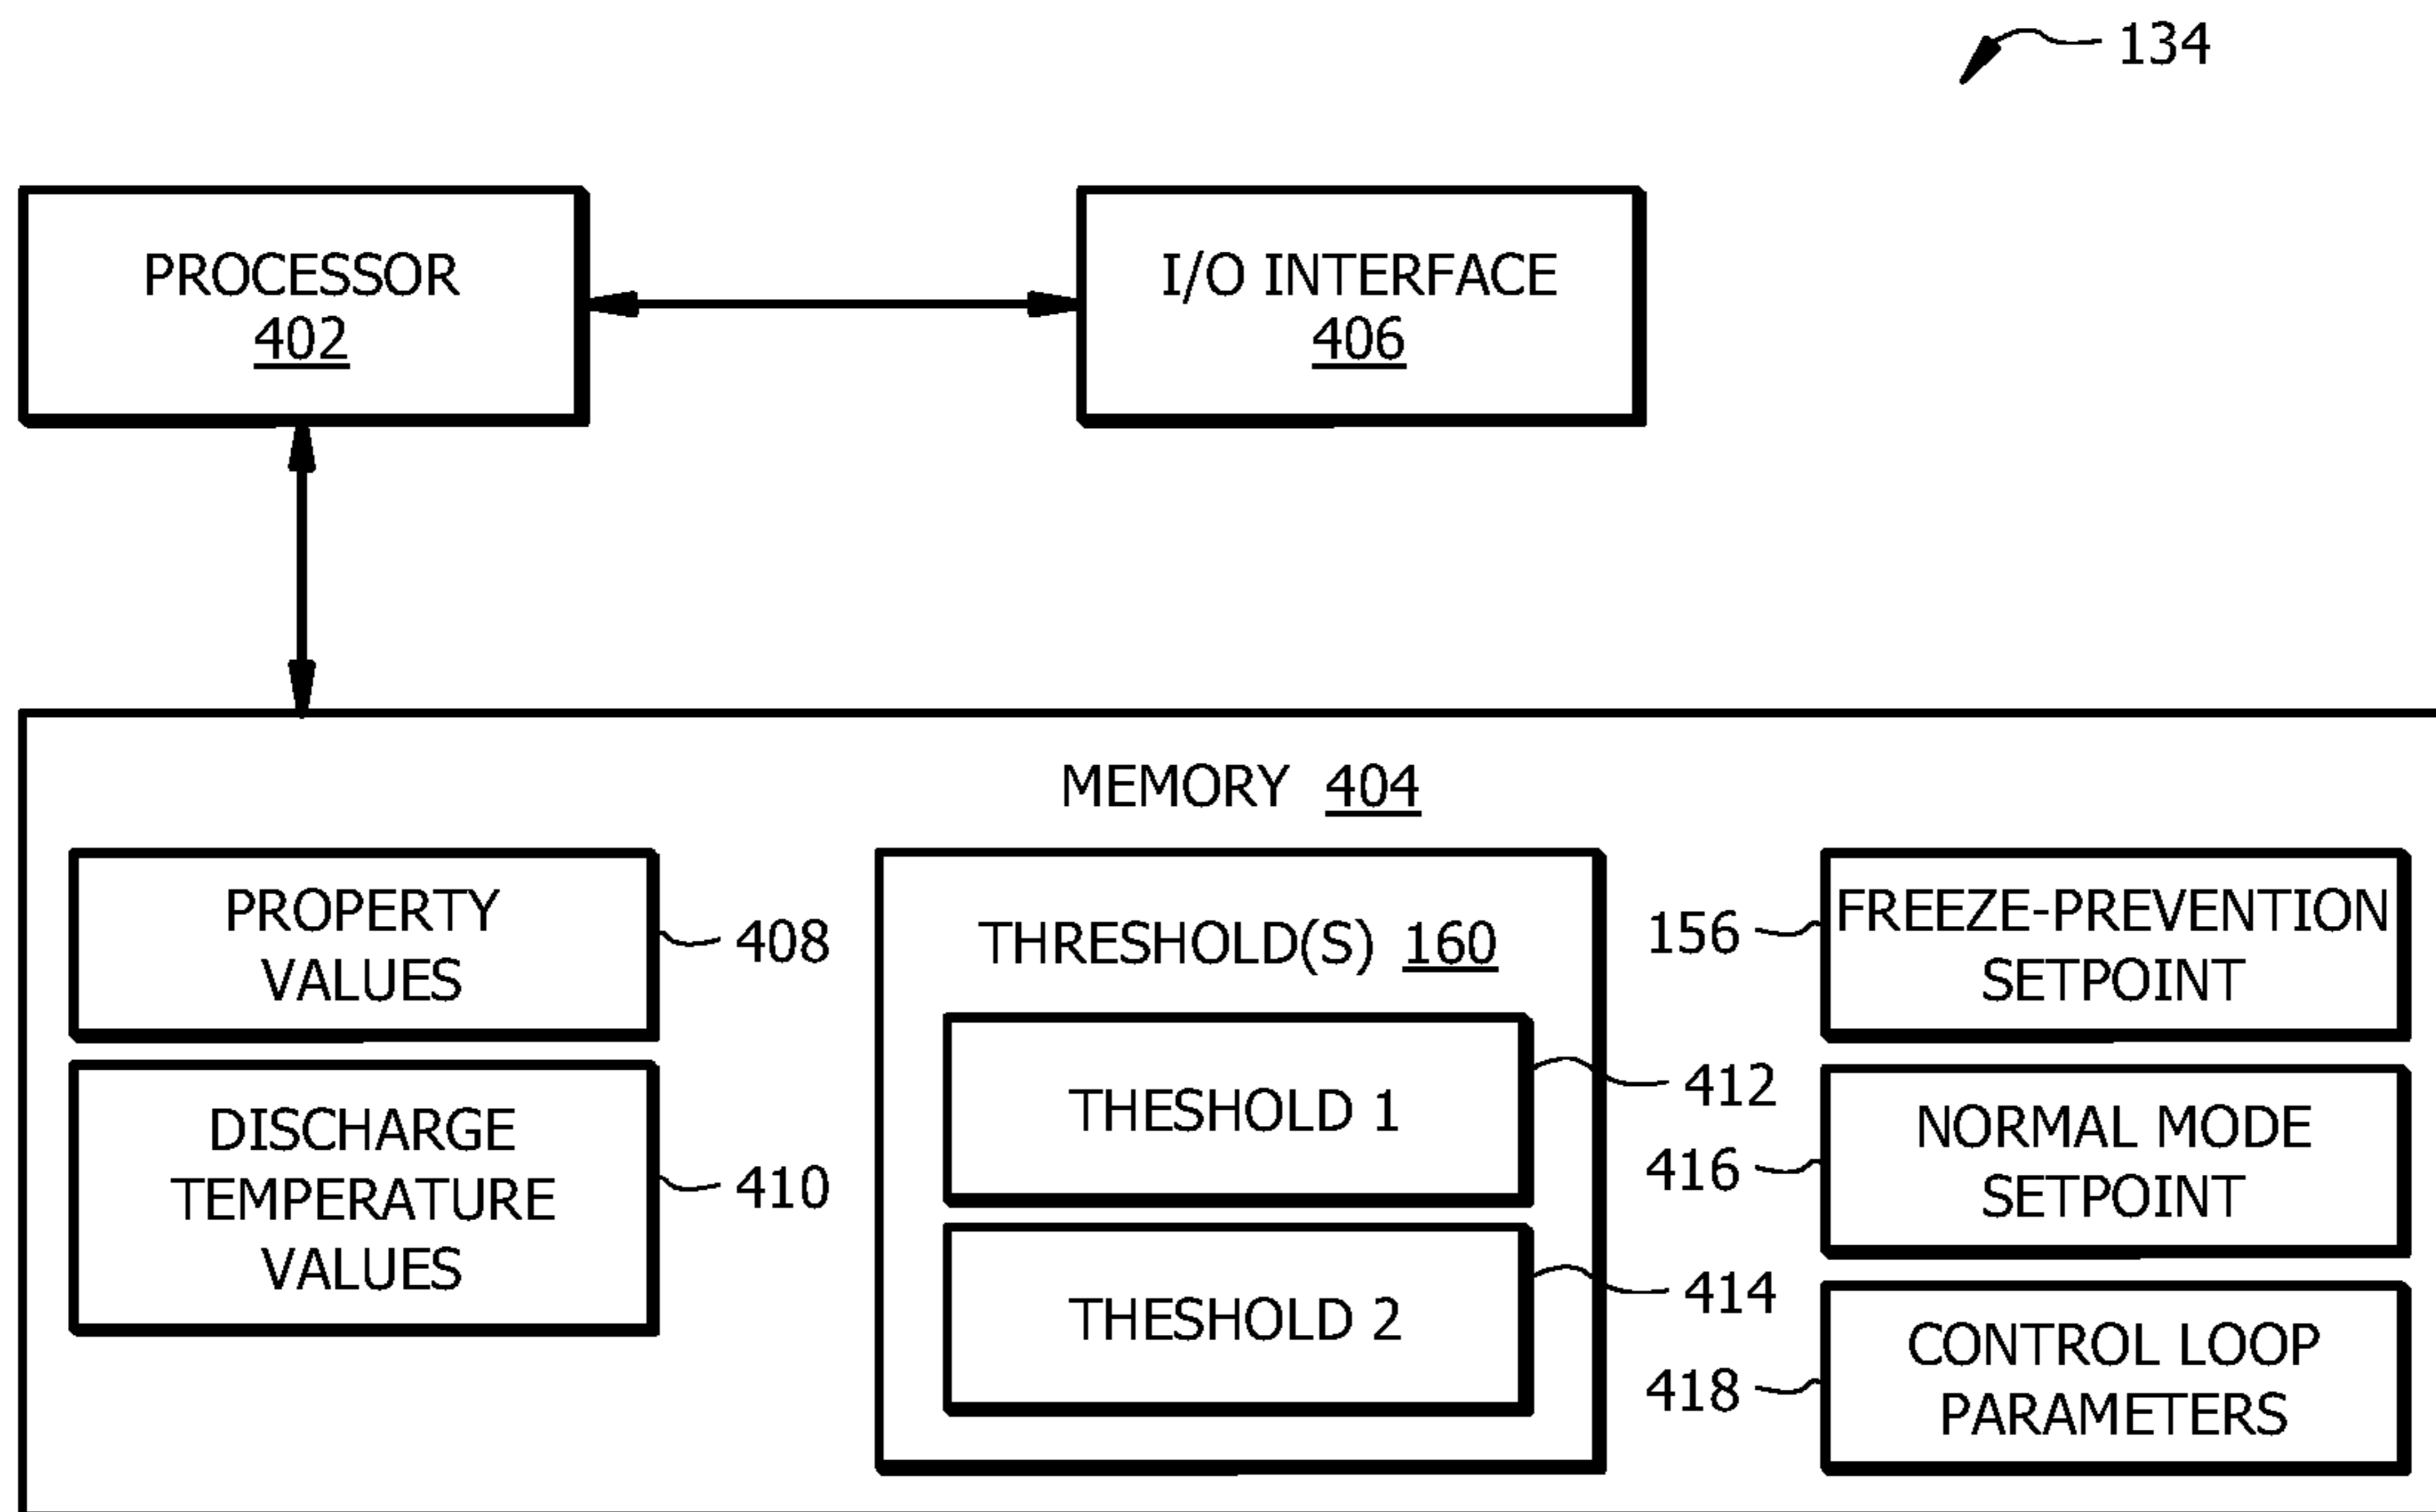 134
PROCESSOR
402
I/O INTERFACE
406
MEMORY 404
PROPERTY
VALUES
408
DISCHARGE
TEMPERATURE
VALUES
410
THRESHOLD(S) 160
THESHOLD 1
412
THESHOLD 2
414
156
FREEZE-PREVENTION
SETPOINT
416
NORMAL MODE
SETPOINT
418
CONTROL LOOP
PARAMETERS